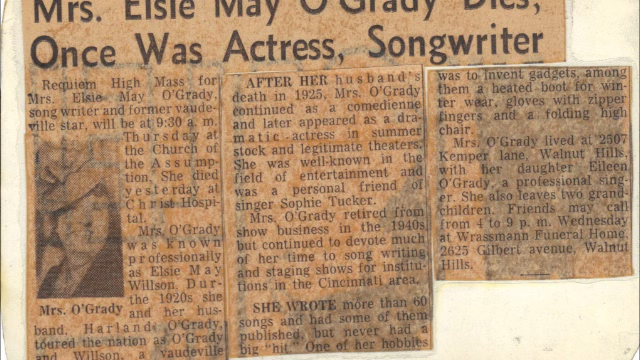 Mrs. Elsie May O'Grady Dies,
Once Was Actress, Songwriter
Requiem High Mass for
Mrs. Elsie May O'Grady,
song writer and former vaude-
ville star, will be at 9:30 a. m.
Thursday at
the Church of
the Assump-
tion. She died
yesterday at
Christ Hospi-
tal.
Mrs. O'Grady
was known
professionally
as Elsie May
Willson. Dur-
the 1920s she
Mrs. O'Grady and her hus-
band, Harland O'Grady,
toured the nation as O'Grady
and Willson, a vaudeville
AFTER HER husband's
death in 1925, Mrs. O'Grady
continued as a comedienne
and later appeared as a dra-
matic actress in summer
stock and legitimate theaters.
She was well-known in the
field of entertainment and
was a personal friend of
singer Sophie Tucker.
Mrs. O'Grady retired from
show business in the 1940s
but continued to devote much
of her time to song writing
and staging shows for institu-
tions in the Cincinnati area.
SHE WROTE more than 60
songs and had some of them
published, but never had a
big "hit." One of her hobbies
was to invent gadgets, among
them a heated boot for win-
ter wear, gloves with zipper
fingers and a folding high
chair.
Mrs. O'Grady lived at 2507
Kemper lane, Walnut Hills,
with her daughter Eileen
O'Grady, a professional sing-
er. She also leaves two grand-
children. Friends may call
from 4 to 9 p. m. Wednesday
at Wrassmann Funeral Home,
2625 Gilbert avenue, Walnut
Hills.